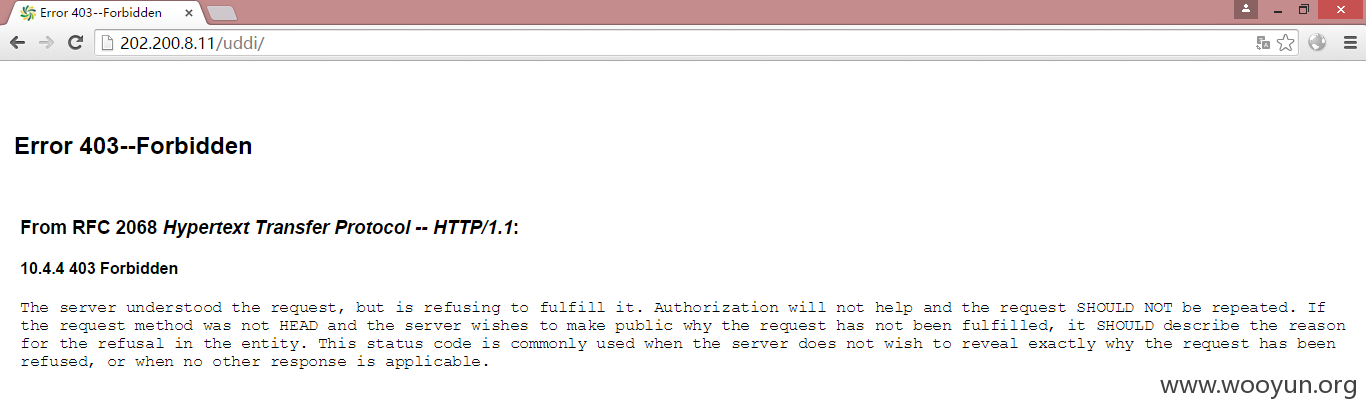 Error 403--Forbidden
202.200.8.11/uddi/
Error 403--Forbidden
From RFC 2068 Hypertext Transfer Protocol -- HTTP/1.1:
10.4.4 403 Forbidden
The server understood the request, but is refusing to fulfill it. Authorization will not help and the request SHOULD NOT be repeated. If
the request method was not HEAD and the server wishes to make public why the request has not been fulfilled, it SHOULD describe the reason
for the refusal in the entity. This status code is commonly used when the server does not wish to reveal exactly why the request has been
refused, or when no other response is applicable.
www.wooyun.org